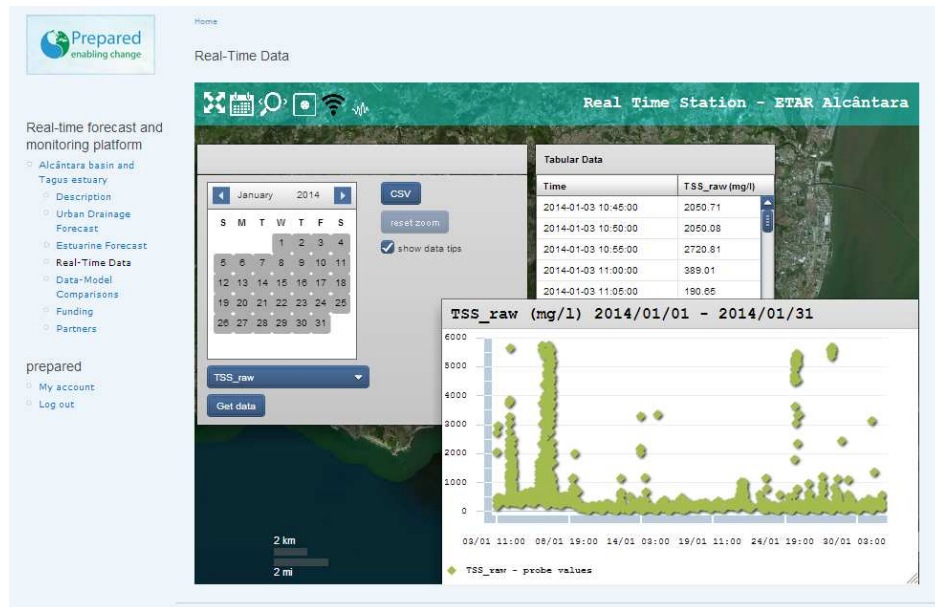 Prepared
enabling change
Home
Real-Time Data
Real Time Station - ETAR Alcântara
Real-time forecast and
monitoring platform
Alcântara basin and
Tagus estuary
Description
Urban Drainage
Forecast
Estuarine Forecast
Real-Time Data
Data-Model
Comparisons
Funding
Partners
prepared
My account
Log out
January 2014
S M T W T F S
1 2 3 4
5 6 7 8 9 10 11
12 13 14 15 16 17 18
19 20 21 22 23 24 25
26 27 28 29 30 31
TSS_raw
Get data
CSV
reset zoom
show data tips
Tabular Data
Time TSS_raw (mg/l)
2014-01-03 10:45:00 2050.71
2014-01-03 10:50:00 2050.08
2014-01-03 10:55:00 2720.81
2014-01-03 11:00:00 389.01
2014-01-03 11:05:00 190.65
TSS_raw (mg/l) 2014/01/01 - 2014/01/31
6000
5000
4000
3000
2000
1000
0
03/01 11:00 08/01 19:00 14/01 03:00 19/01 11:00 24/01 19:00 30/01 03:00
TSS_raw - probe values
2 km
2 mi